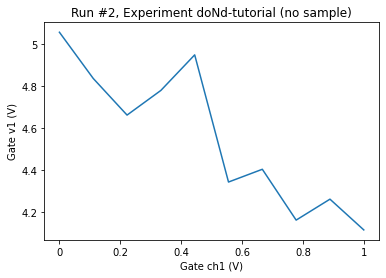 Run #2, Experiment doNd-tutorial (no sample)
Gate v1 (V)
5
4.8
4.6
4.4
4.2
0 0.2 0.4 0.6 0.8 1
Gate ch1 (V)